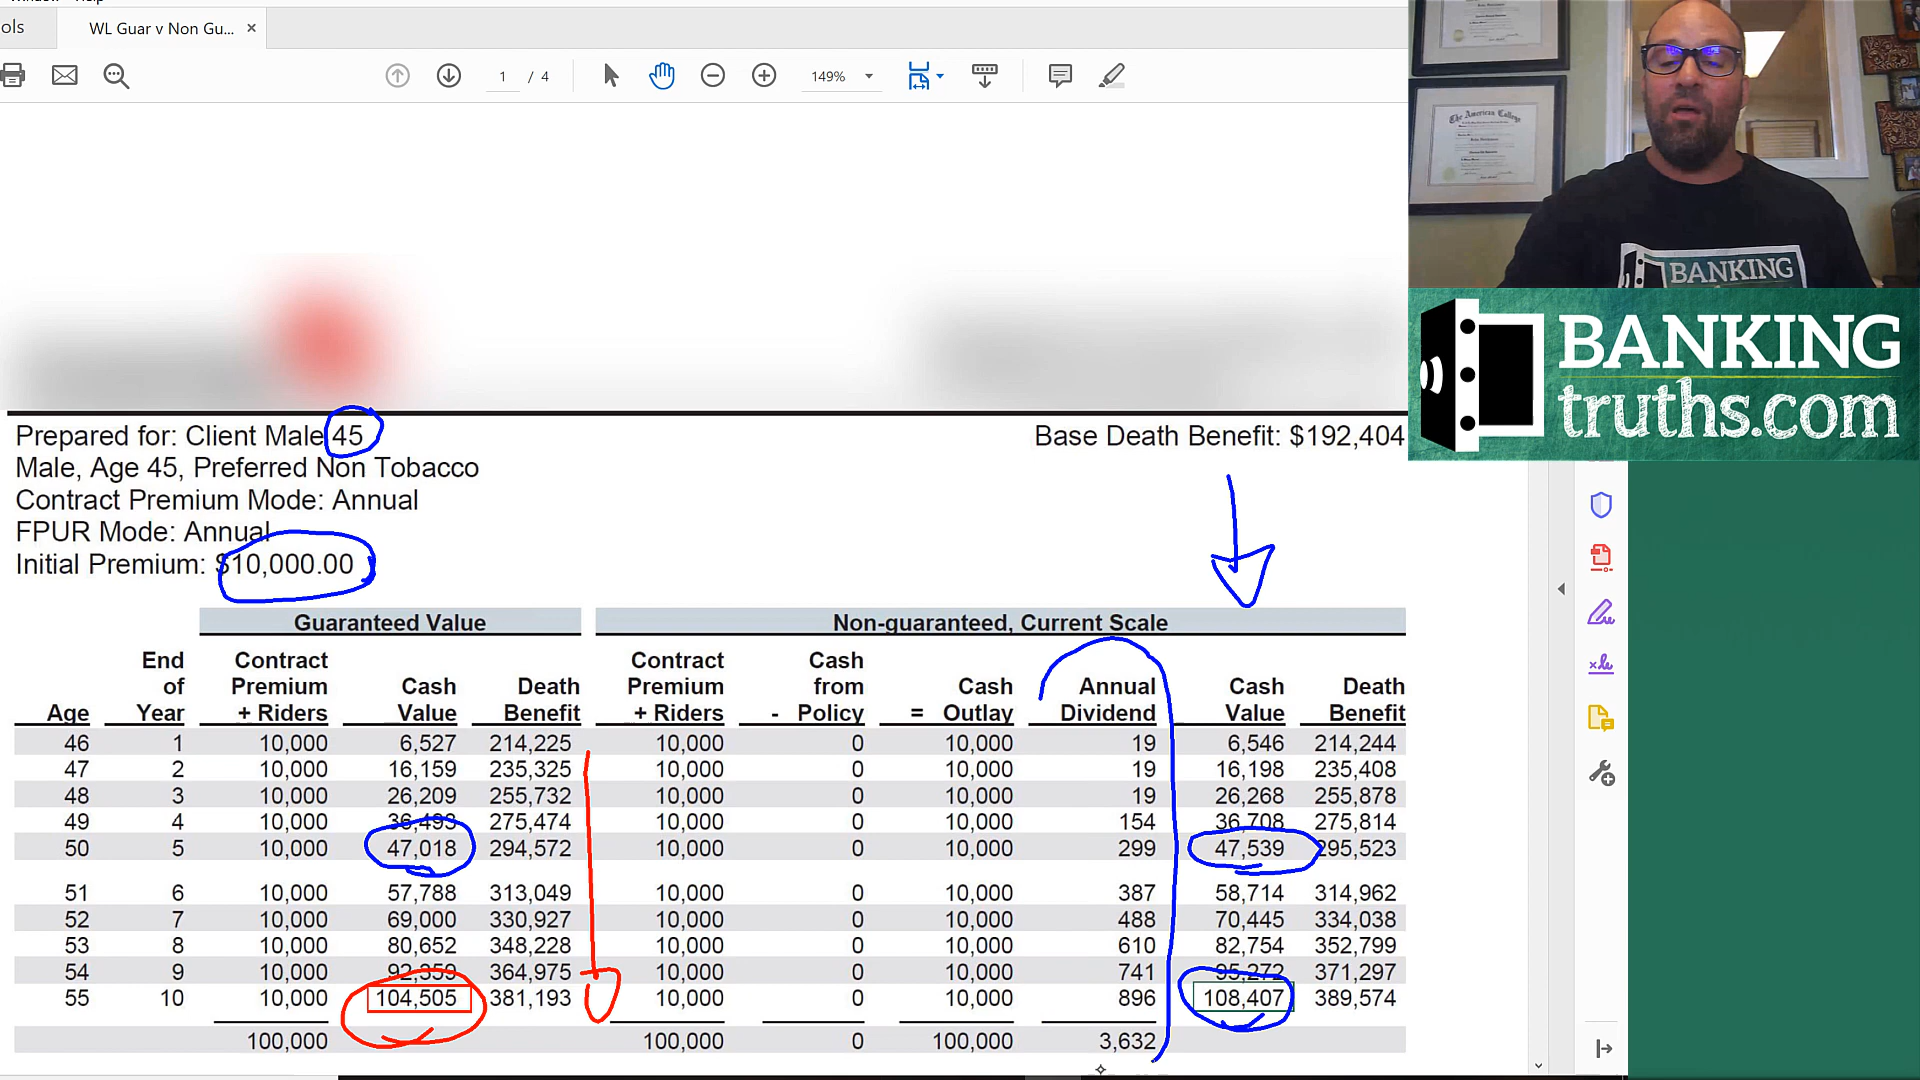 ols
WL Guar v Non Gu... ×
1 / 4
149%
The American College
BANKING
BANKING
truths.com
Prepared for: Client Male 45
Base Death Benefit: $192,404
Male, Age 45, Preferred Non Tobacco
Contract Premium Mode: Annual
FPUR Mode: Annual
Initial Premium: $10,000.00
Guaranteed Value Non-guaranteed, Current Scale
End Contract Contract Cash
of Premium Cash Death Premium from Cash Annual Cash Death
Age Year + Riders Value Benefit + Riders - Policy = Outlay Dividend Value Benefit
46 1 10,000 6,527 214,225 10,000 0 10,000 19 6,546 214,244
47 2 10,000 16,159 235,325 10,000 0 10,000 19 16,198 235,408
48 3 10,000 26,209 255,732 10,000 0 10,000 19 26,268 255,878
49 4 10,000 36,493 275,474 10,000 0 10,000 154 36,708 275,814
50 5 10,000 47,018 294,572 10,000 0 10,000 299 47,539 295,523
51 6 10,000 57,788 313,049 10,000 0 10,000 387 58,714 314,962
52 7 10,000 69,000 330,927 10,000 0 10,000 488 70,445 334,038
53 8 10,000 80,652 348,228 10,000 0 10,000 610 82,754 352,799
54 9 10,000 92,359 364,975 10,000 0 10,000 741 95,272 371,297
55 10 10,000 104,505 381,193 10,000 0 10,000 896 108,407 389,574
100,000 100,000 0 100,000 3,632